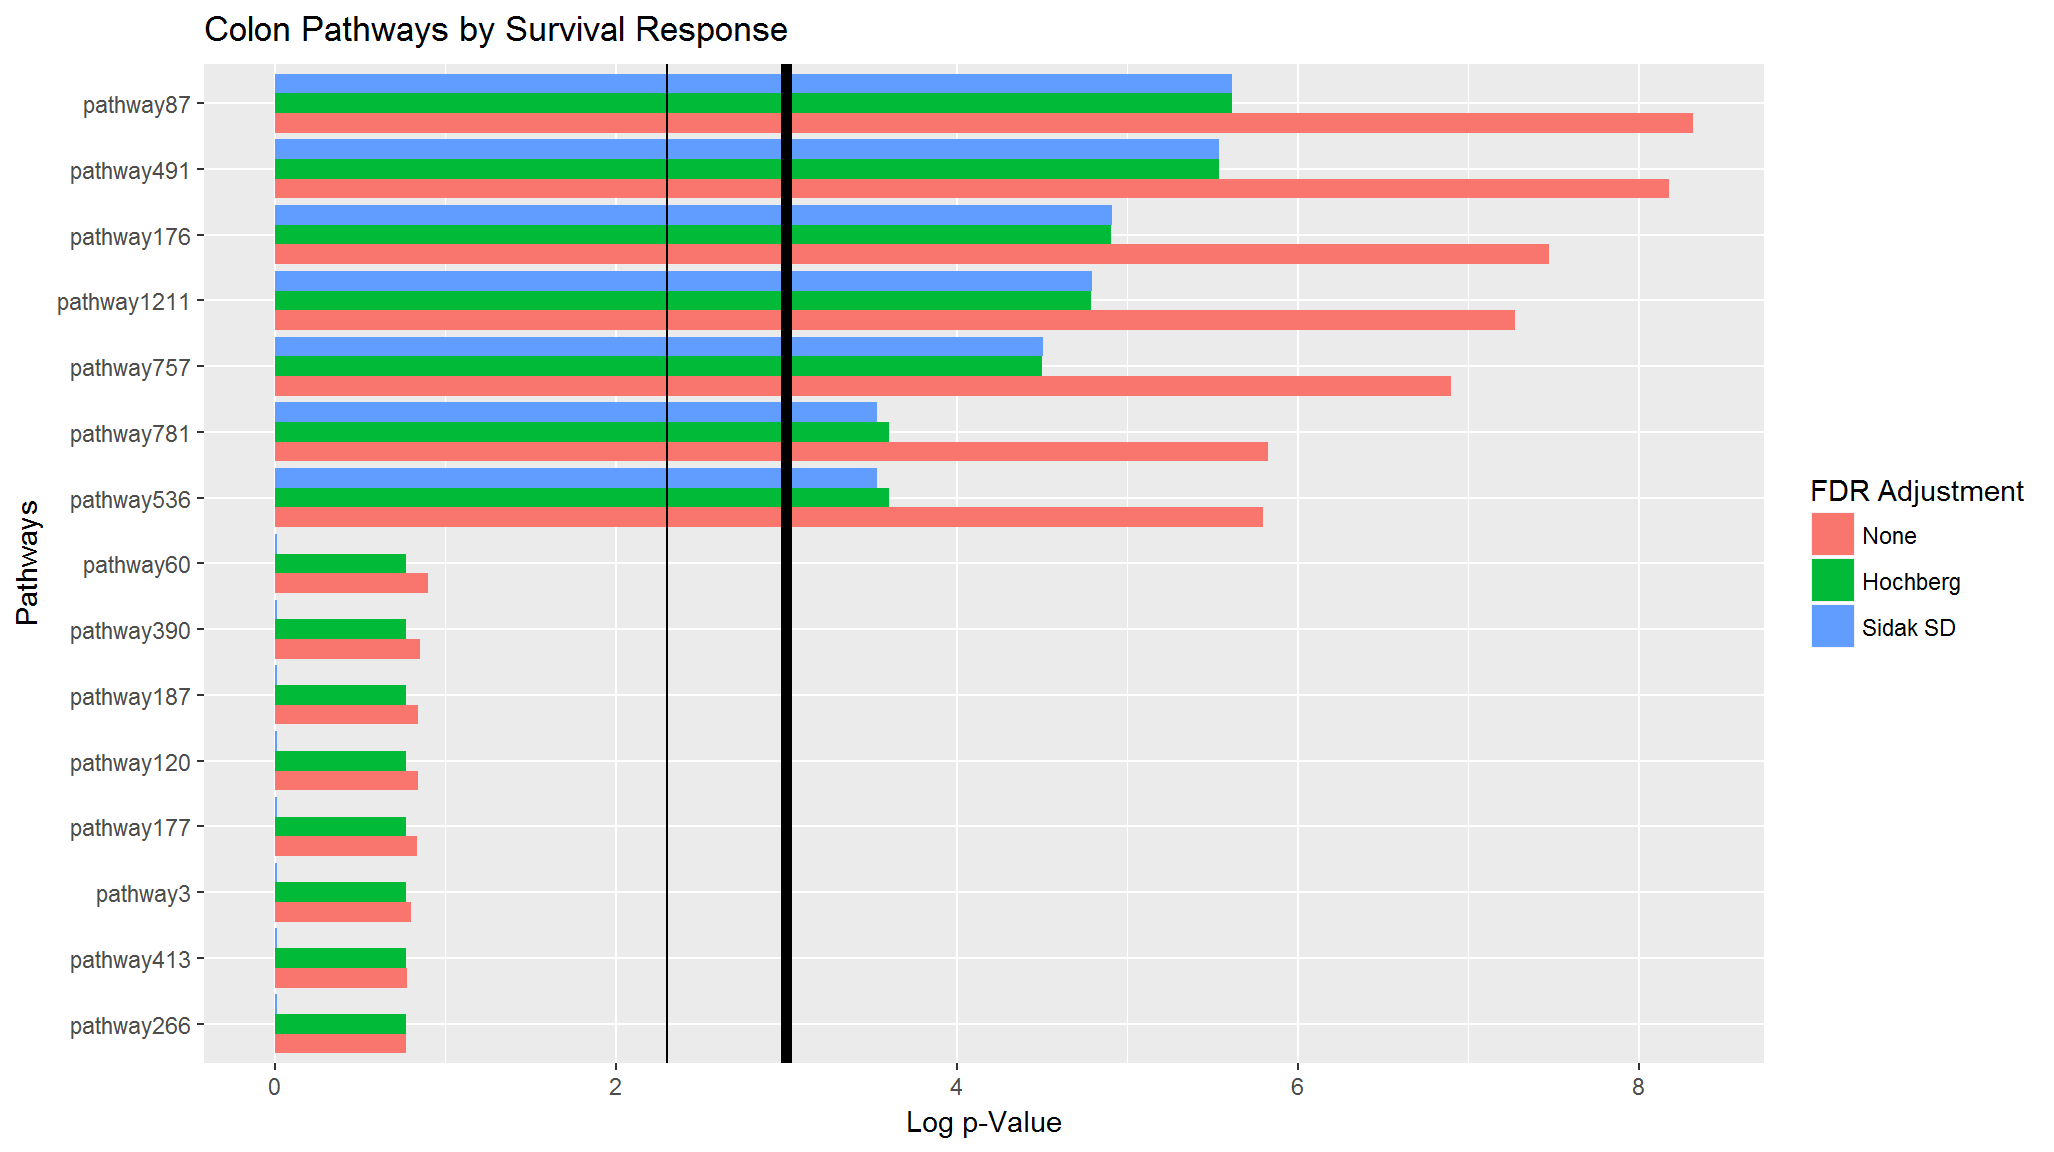 Colon Pathways by Survival Response
pathway87
pathway491
pathway176
pathway1211
pathway757
pathway781
pathway536
pathway60
pathway390
pathway187
pathway120
pathway177
pathway3
pathway413
pathway266
Pathways
0 2 4 6 8
Log p-Value
FDR Adjustment
None
Hochberg
Sidak SD